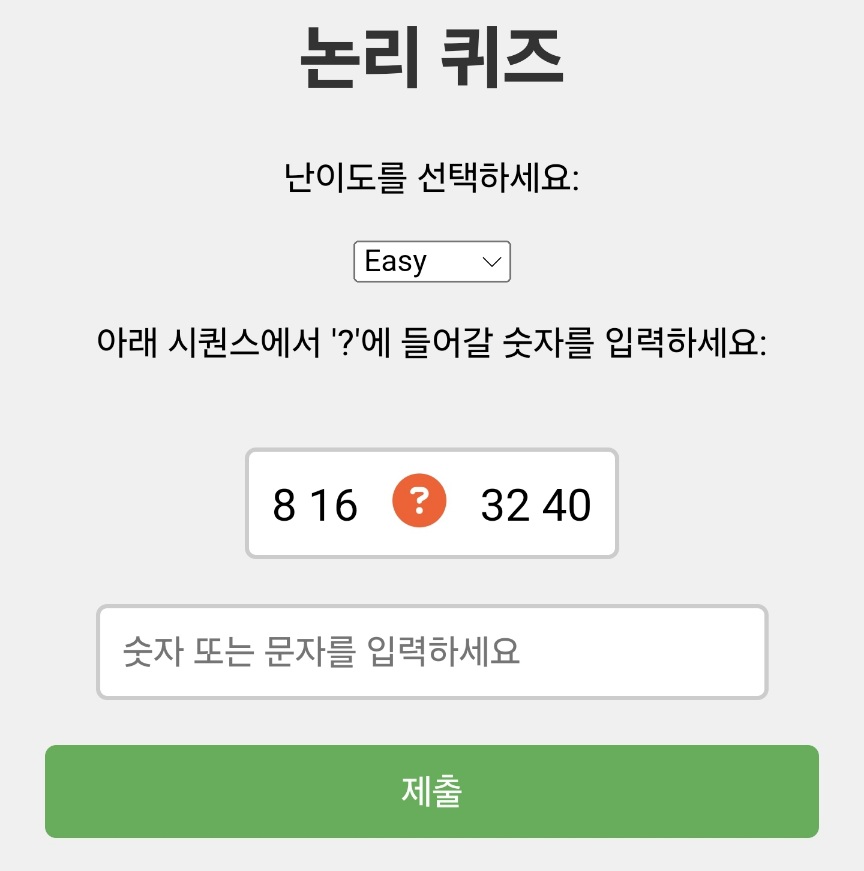 논리 퀴즈
난이도를 선택하세요:
Easy
아래 시퀀스에서 '?'에 들어갈 숫자를 입력하세요:
8 16 ? 32 40
숫자 또는 문자를 입력하세요
제출